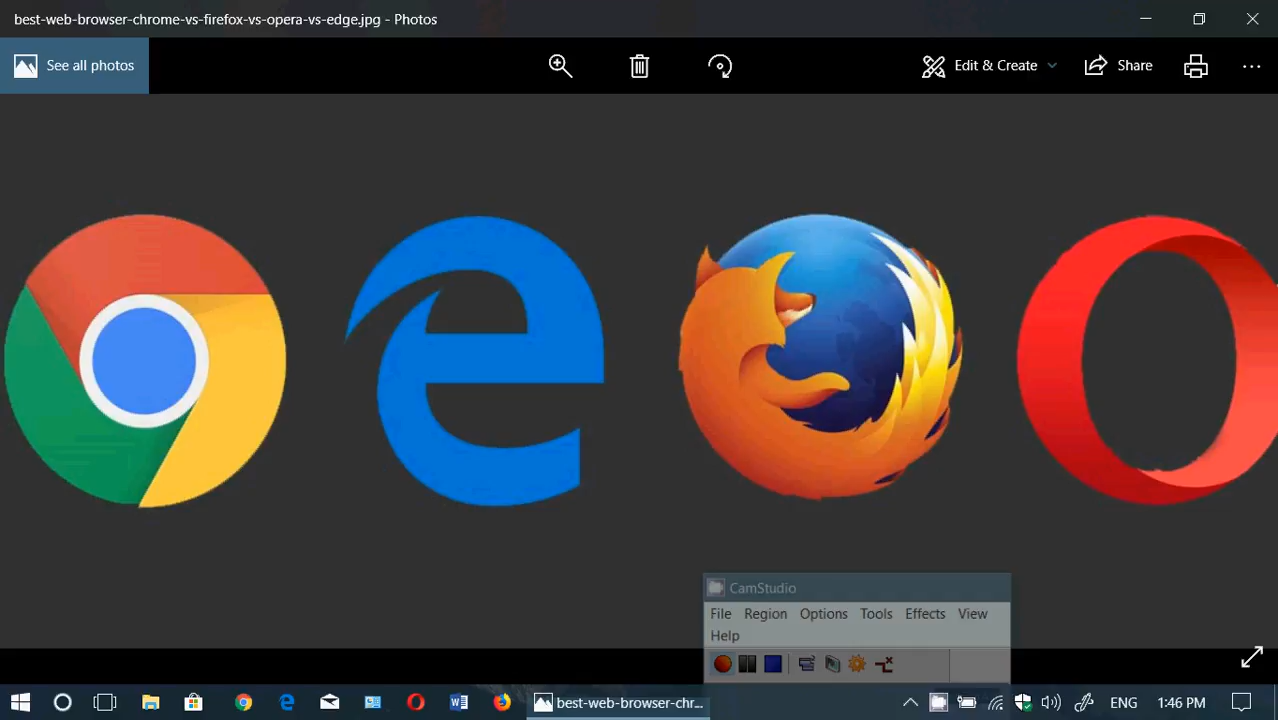 best-web-browser-chrome-vs-firefox-vs-opera-vs-edge.jpg - Photos
See all photos
Edit & Create
Share
CamStudio
File Region Options Tools Effects View
Help
best-web-browser-chr...
ENG
1:46 PM